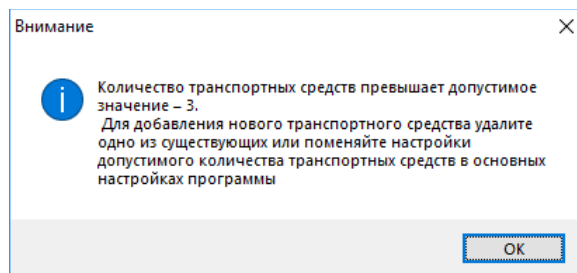 Внимание
Количество транспортных средств превышает допустимое
значение – 3.
Для добавления нового транспортного средства удалите
одно из существующих или поменяйте настройки
допустимого количества транспортных средств в основных
настройках программы
OK